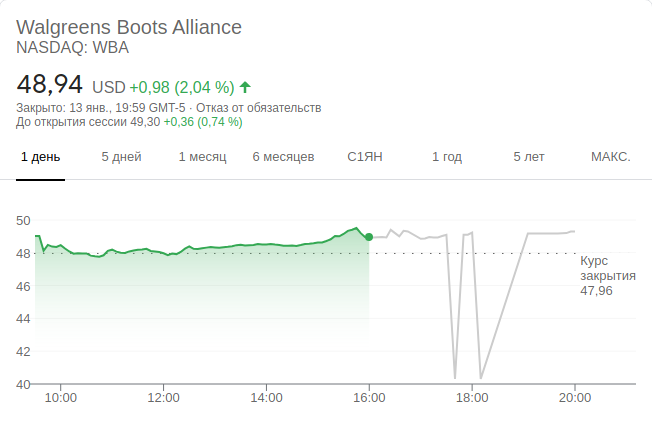 Walgreens Boots Alliance
NASDAQ: WBA
48,94 USD +0,98 (2,04 %)
Закрыто: 13 янв., 19:59 GMT-5 · Отказ от обязательств
До открытия сессии 49,30 +0,36 (0,74 %)
1 день 5 дней 1 месяц 6 месяцев С1ЯН 1 год 5 лет МАКС.
50
48
46
44
42
40
Курс
закрытия
47,96
10:00 12:00 14:00 16:00 18:00 20:00